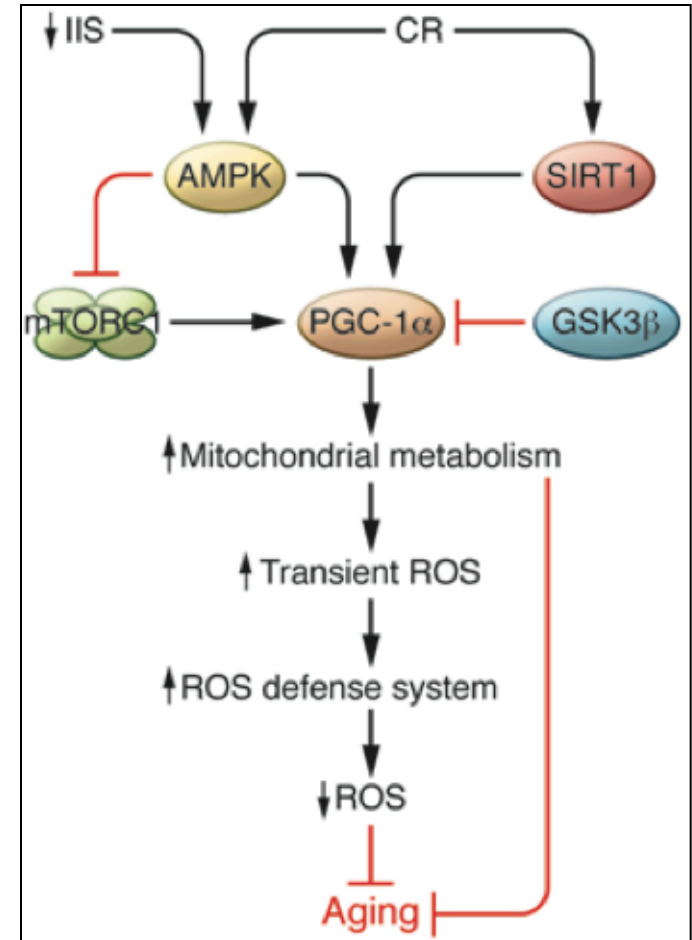 ↓IIS
CR
AMPK
SIRT1
mTORC1
PGC-1α
GSK3β
↑Mitochondrial metabolism
↑Transient ROS
↑ROS defense system
↓ROS
Aging